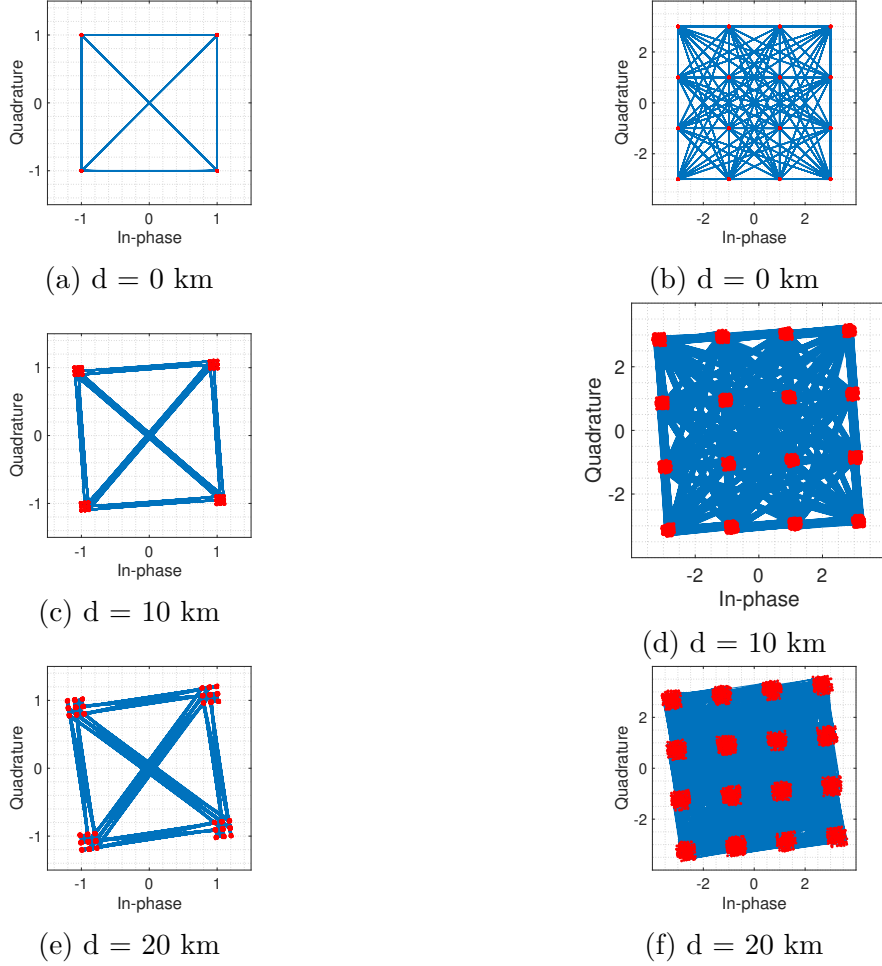 1
0
-1
Quadrature
-1 0 1
In-phase
(a) d = 0 km
2
0
-2
Quadrature
-2 0 2
In-phase
(b) d = 0 km
1
0
-1
Quadrature
-1 0 1
In-phase
(c) d = 10 km
2
0
-2
Quadrature
-2 0 2
In-phase
(d) d = 10 km
1
0
-1
Quadrature
-1 0 1
In-phase
(e) d = 20 km
2
0
-2
Quadrature
-2 0 2
In-phase
(f) d = 20 km